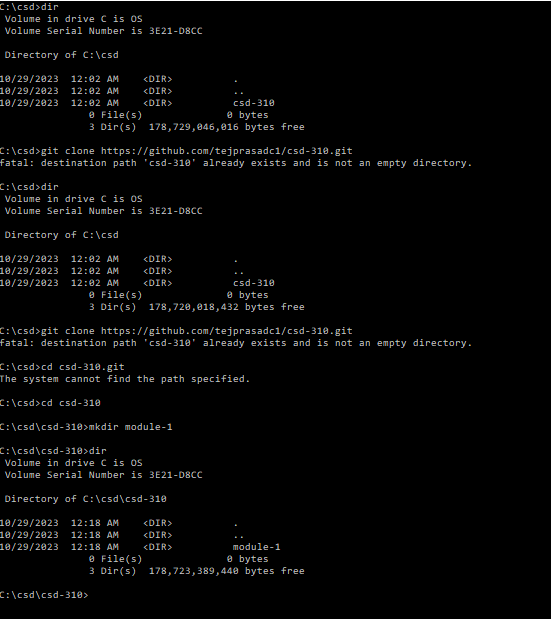 C:\csd>dir
 Volume in drive C is OS
 Volume Serial Number is 3E21-D8CC

 Directory of C:\csd

10/29/2023  12:02 AM    <DIR>          .
10/29/2023  12:02 AM    <DIR>          ..
10/29/2023  12:02 AM    <DIR>          csd-310
               0 File(s)              0 bytes
               3 Dir(s)  178,729,046,016 bytes free

C:\csd>git clone https://github.com/tejprasadc1/csd-310.git
fatal: destination path 'csd-310' already exists and is not an empty directory.

C:\csd>dir
 Volume in drive C is OS
 Volume Serial Number is 3E21-D8CC

 Directory of C:\csd

10/29/2023  12:02 AM    <DIR>          .
10/29/2023  12:02 AM    <DIR>          ..
10/29/2023  12:02 AM    <DIR>          csd-310
               0 File(s)              0 bytes
               3 Dir(s)  178,720,018,432 bytes free

C:\csd>git clone https://github.com/tejprasadc1/csd-310.git
fatal: destination path 'csd-310' already exists and is not an empty directory.

C:\csd>cd csd-310.git
The system cannot find the path specified.

C:\csd>cd csd-310

C:\csd\csd-310>mkdir module-1

C:\csd\csd-310>dir
 Volume in drive C is OS
 Volume Serial Number is 3E21-D8CC

 Directory of C:\csd\csd-310

10/29/2023  12:18 AM    <DIR>          .
10/29/2023  12:18 AM    <DIR>          ..
10/29/2023  12:18 AM    <DIR>          module-1
               0 File(s)              0 bytes
               3 Dir(s)  178,723,389,440 bytes free

C:\csd\csd-310>